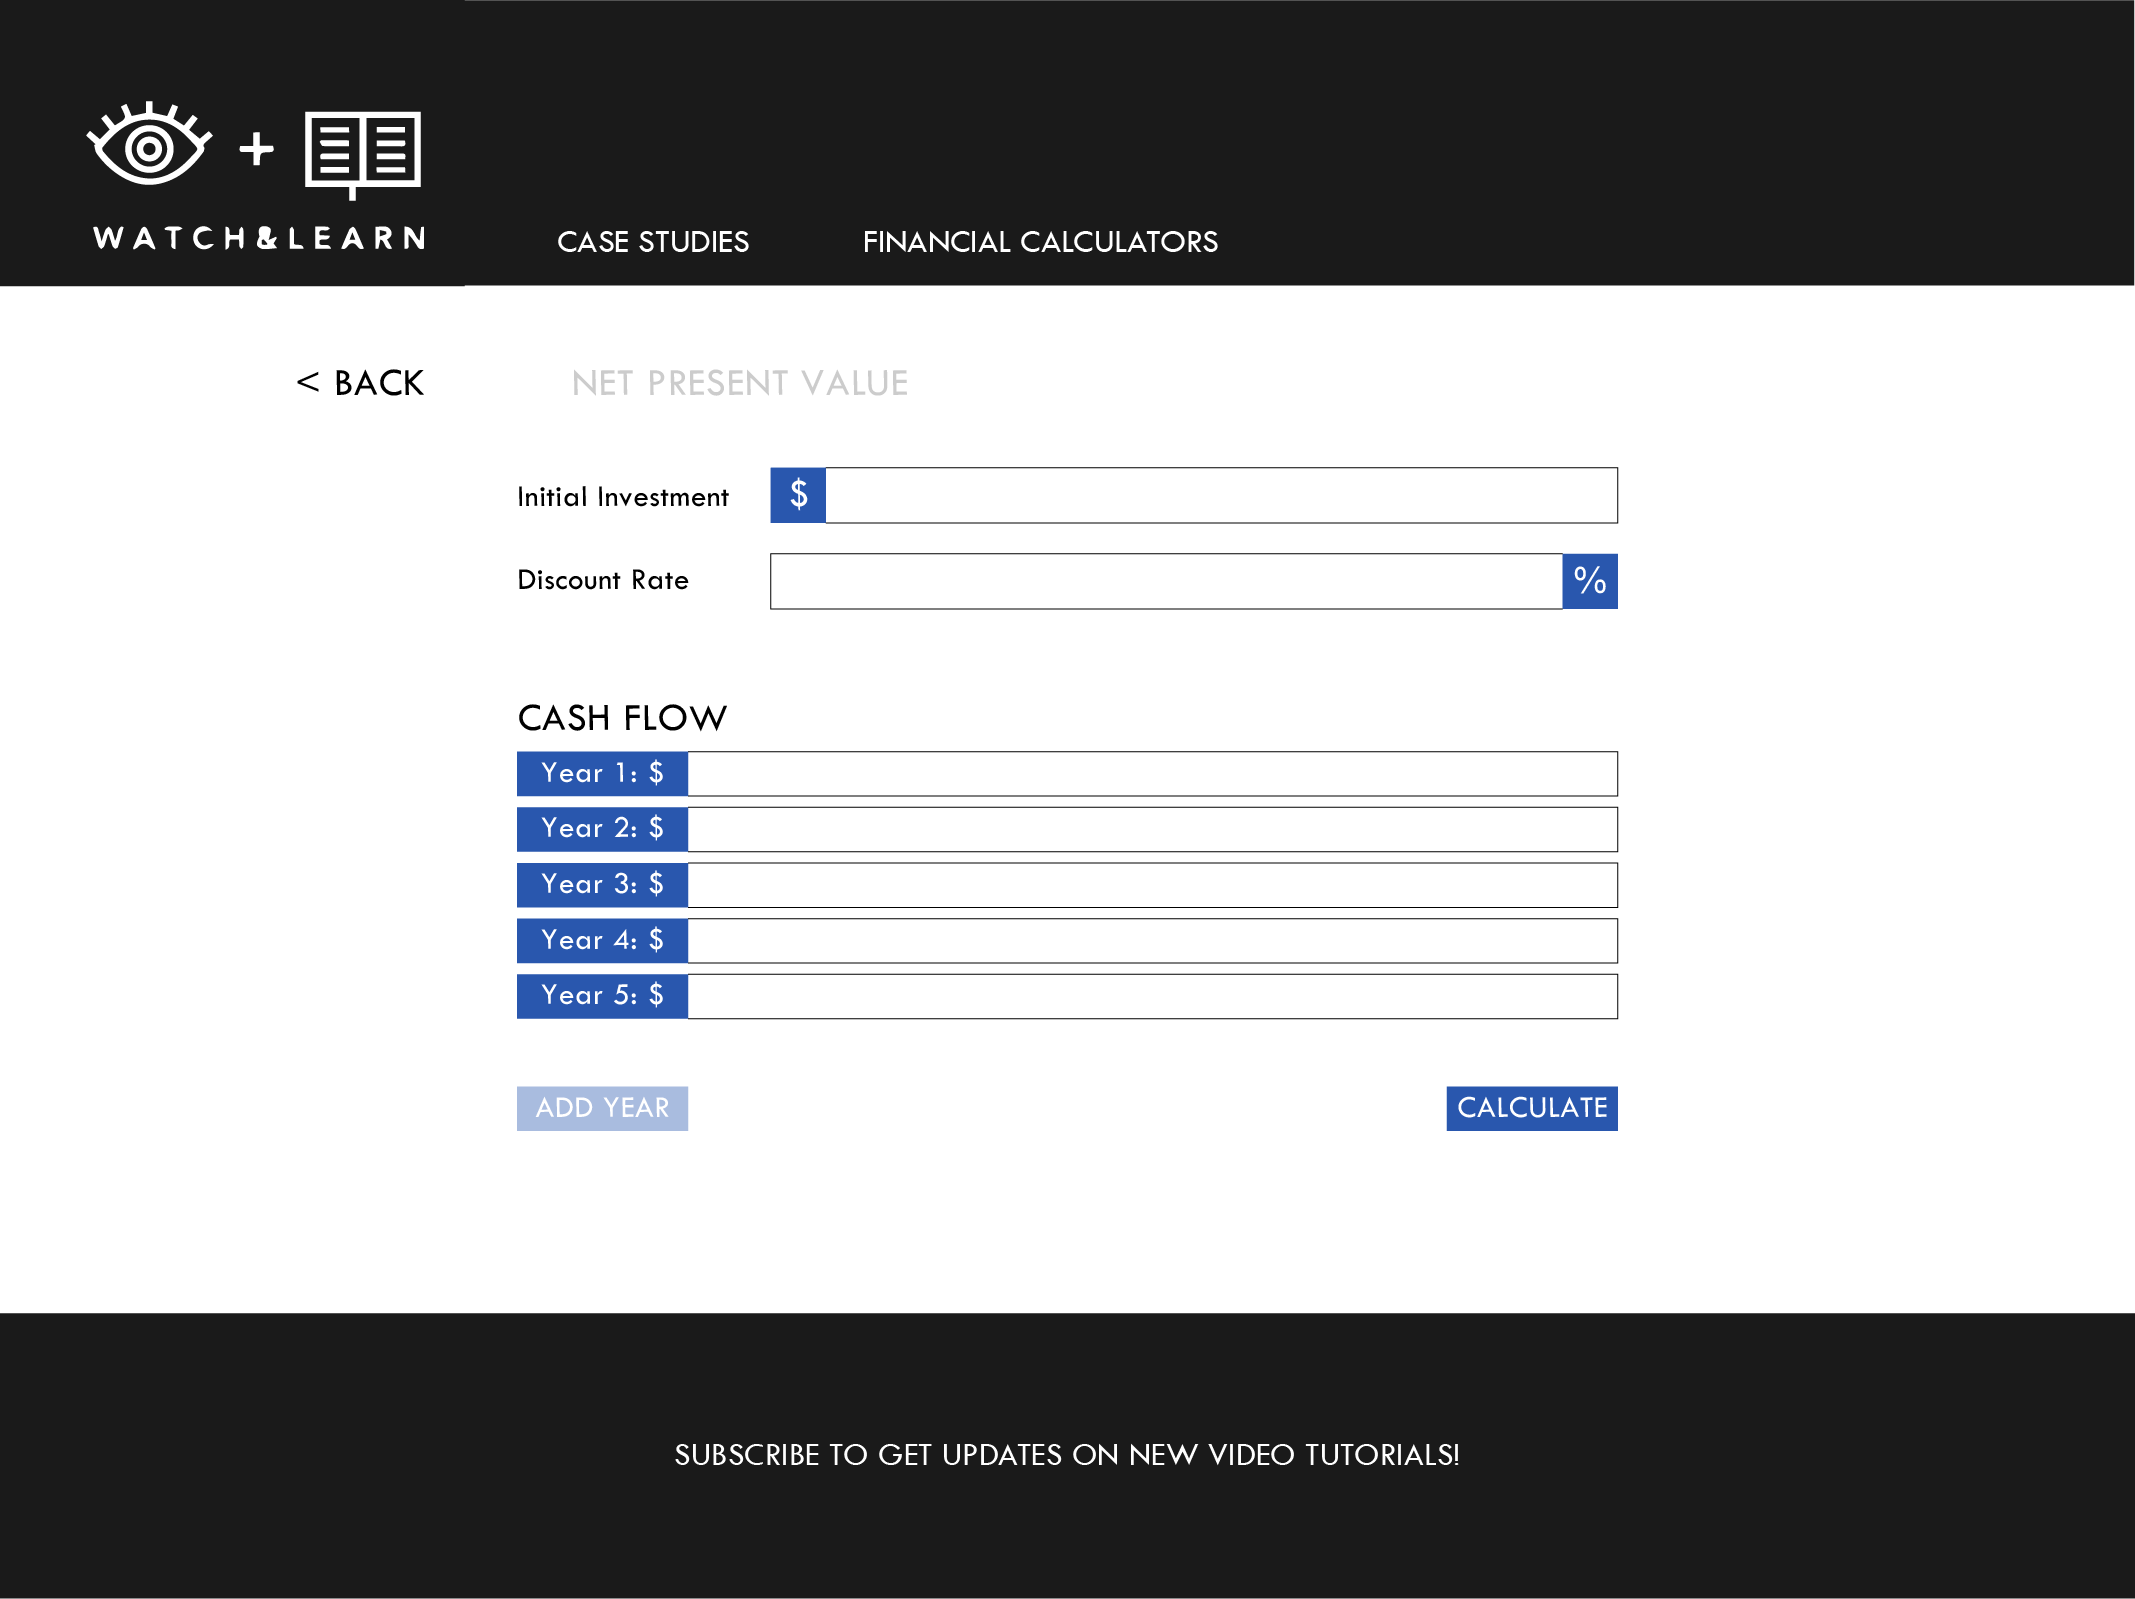 WATCH&LEARN
CASE STUDIES
FINANCIAL CALCULATORS
< BACK
NET PRESENT VALUE
Initial Investment
$
Discount Rate
%
CASH FLOW
Year 1: $
Year 2: $
Year 3: $
Year 4: $
Year 5: $
ADD YEAR
CALCULATE
SUBSCRIBE TO GET UPDATES ON NEW VIDEO TUTORIALS!